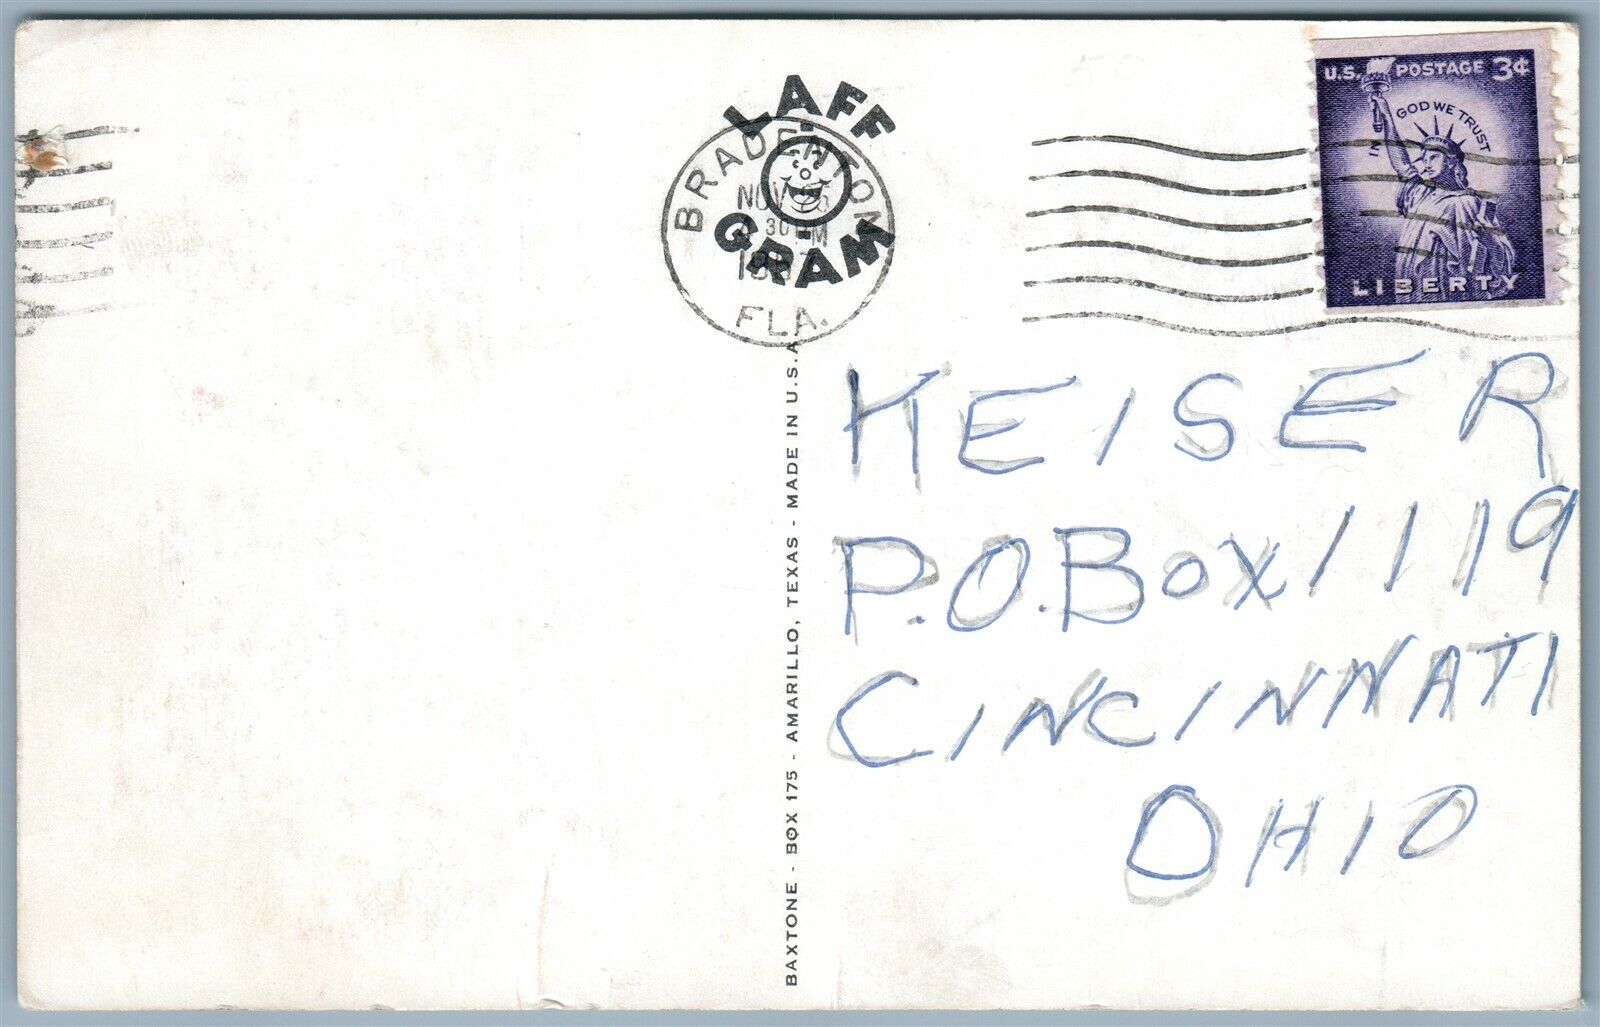 LAFF
GRAM
BRADENTON
NOV
30 PM
FLA.
U.S. POSTAGE 3¢
IN GOD WE TRUST
LIBERTY
KEISER
P.O. BOX 1119
CINCINNATI
OHIO
BAXTONE - BOX 175 - AMARILLO, TEXAS - MADE IN U.S.A.